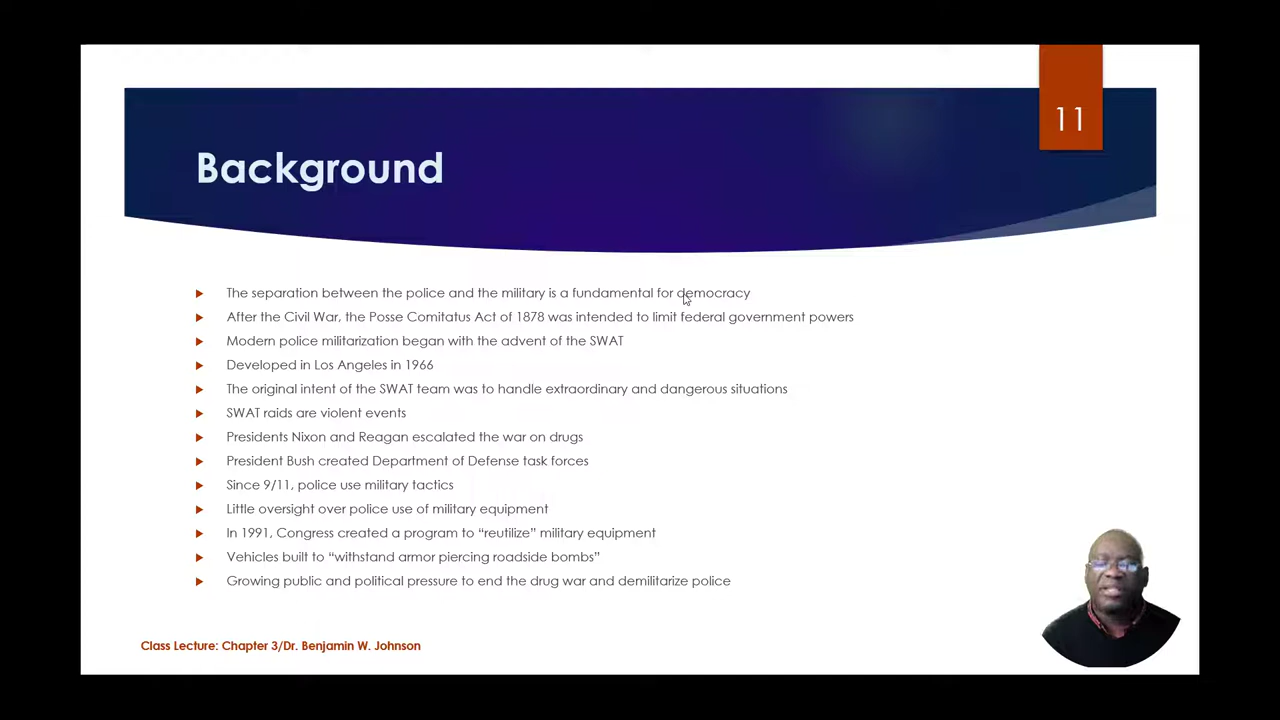 11
Background
The separation between the police and the military is a fundamental for democracy
After the Civil War, the Posse Comitatus Act of 1878 was intended to limit federal government powers
Modern police militarization began with the advent of the SWAT
Developed in Los Angeles in 1966
The original intent of the SWAT team was to handle extraordinary and dangerous situations
SWAT raids are violent events
Presidents Nixon and Reagan escalated the war on drugs
President Bush created Department of Defense task forces
Since 9/11, police use military tactics
Little oversight over police use of military equipment
In 1991, Congress created a program to “reutilize” military equipment
Vehicles built to “withstand armor piercing roadside bombs”
Growing public and political pressure to end the drug war and demilitarize police
Class Lecture: Chapter 3/Dr. Benjamin W. Johnson